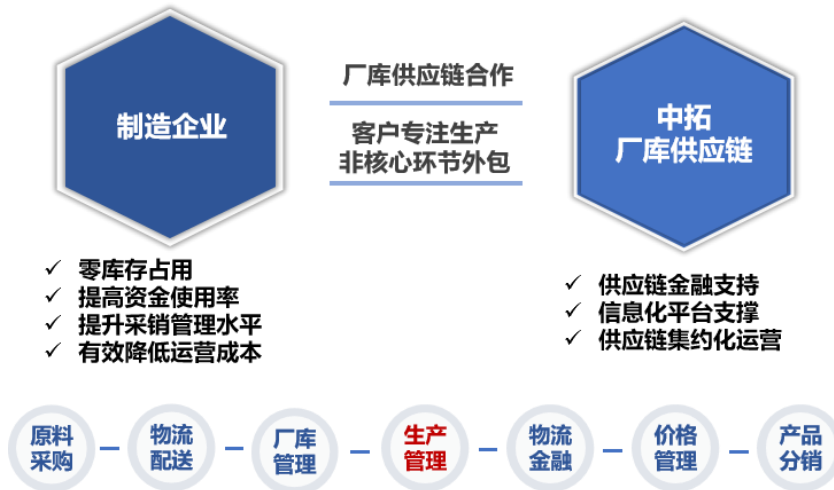 制造企业
厂库供应链合作
客户专注生产
非核心环节外包
中拓
厂库供应链
✓ 零库存占用
✓ 提高资金使用率
✓ 提升采销管理水平
✓ 有效降低运营成本
✓ 供应链金融支持
✓ 信息化平台支撑
✓ 供应链集约化运营
原料
采购
物流
配送
厂库
管理
生产
管理
物流
金融
价格
管理
产品
分销